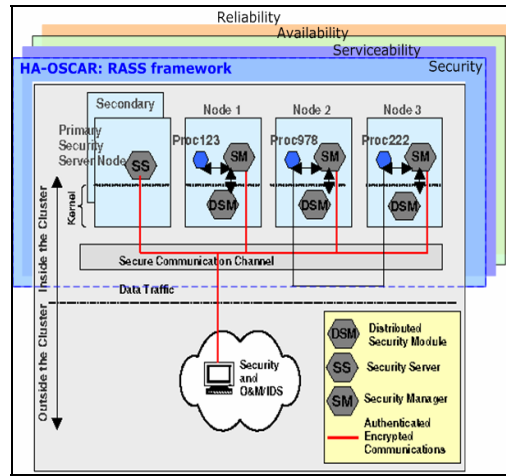 Reliability
Availability
Serviceability
HA-OSCAR: RASS framework
Security
Secondary
Primary
Security
Server Node
SS
Node 1
Proc123
SM
DSM
Node 2
Proc978
SM
DSM
Node 3
Proc222
SM
DSM
Kernel
Inside the Cluster
Outside the Cluster
Secure Communication Channel
Data Traffic
Security
and
O&M/IDS
DSM
Distributed
Security
Module
SS
Security Server
SM
Security Manager
Authenticated
Encrypted
Communications